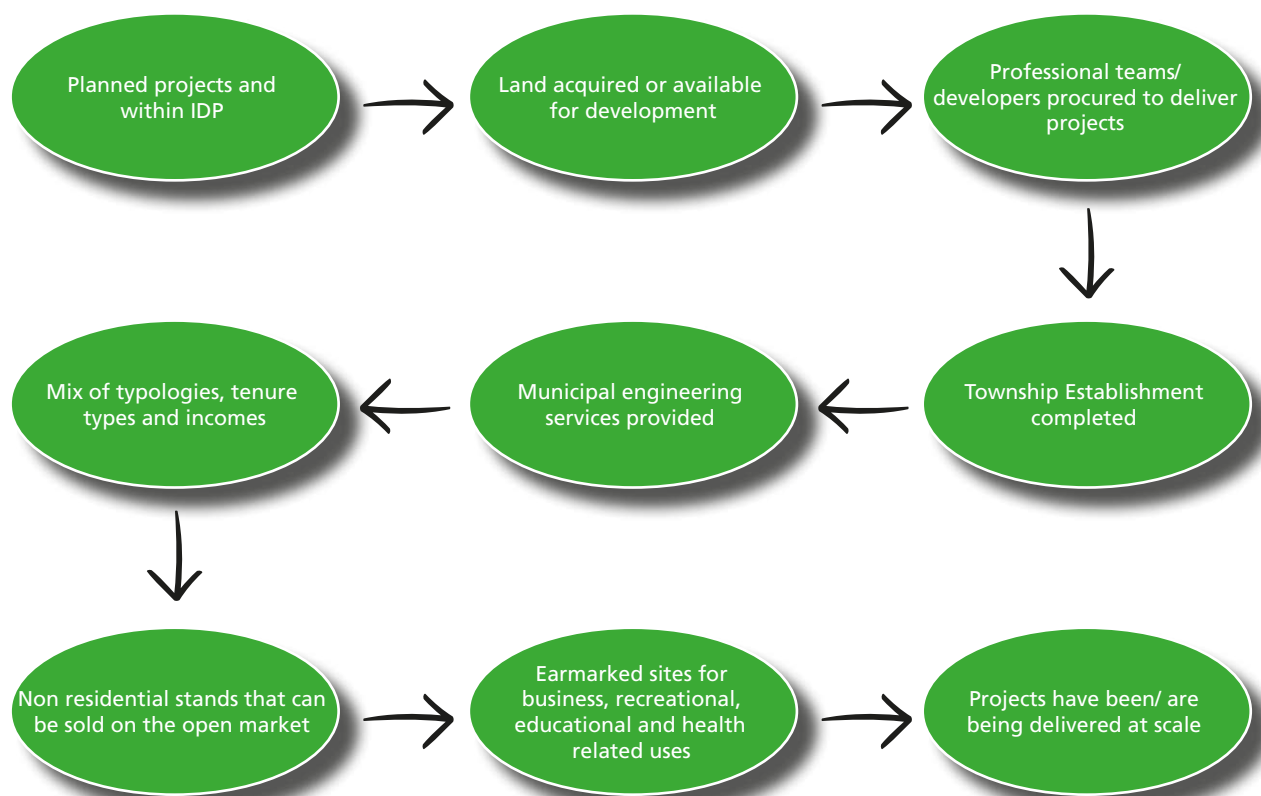 Planned projects and
within IDP
Land acquired or available
for development
Professional teams/
developers procured to deliver
projects
Township Establishment
completed
Municipal engineering
services provided
Mix of typologies, tenure
types and incomes
Non residential stands that can
be sold on the open market
Earmarked sites for
business, recreational,
educational and health
related uses
Projects have been/ are
being delivered at scale